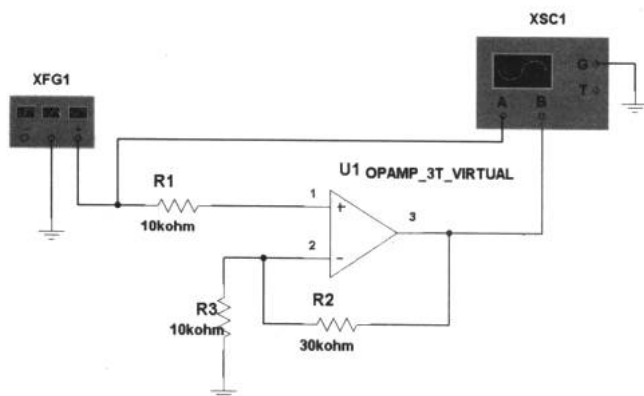 XSC1
XFG1
G
T
A B
U1 OPAMP_3T_VIRTUAL
R1
10kohm
1
2
3
R3
10kohm
R2
30kohm